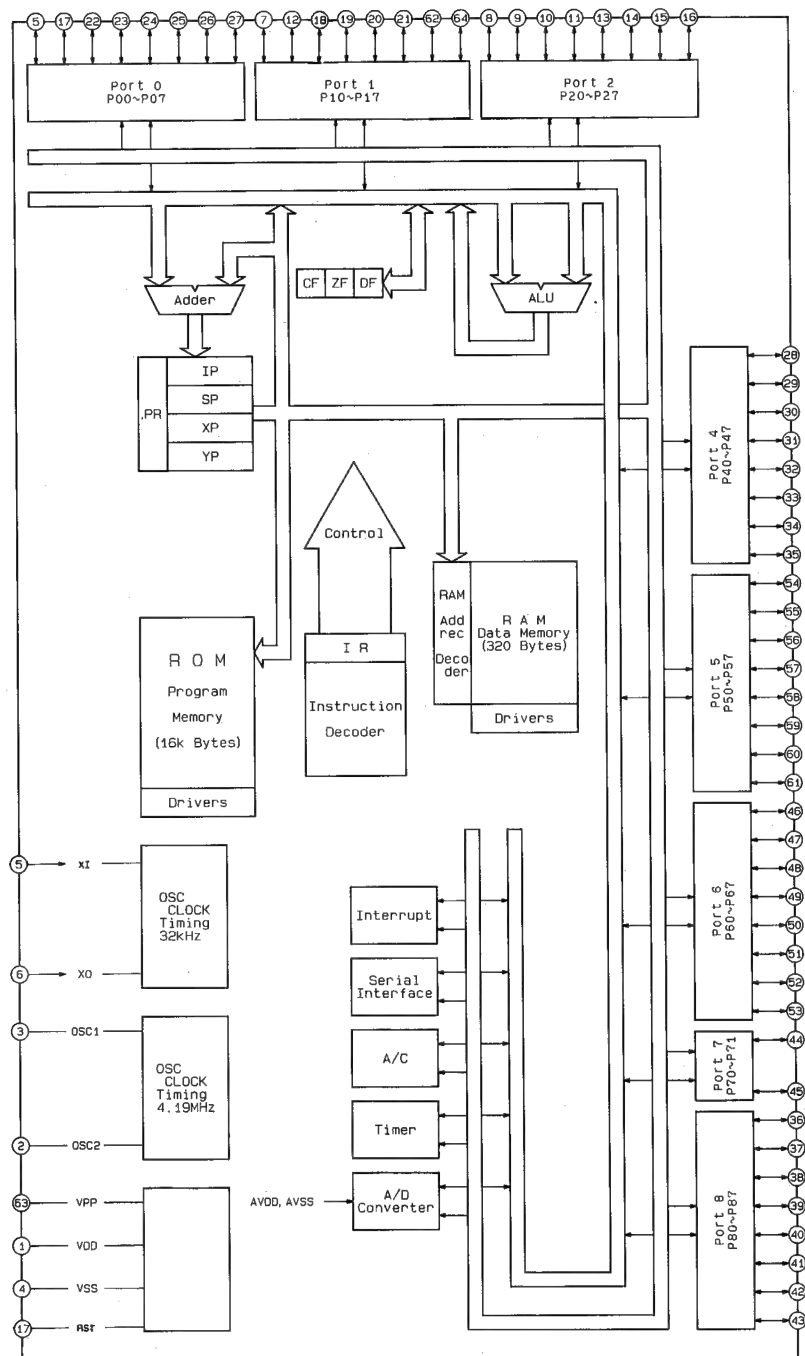 5 17 22 23 24 25 26 27 7 12 18 19 20 21 62 64 8 9 10 11 13 14 15 16
Port 0
P00~P07
Port 1
P10~P17
Port 2
P20~P27
CF ZF DF
Adder
ALU
PR
IP
SP
XP
YP
28
29
30
31
32
33
34
35
Port 4
P40~P47
Control
RAM
Add
rec
Deco
der
R A M
Data Memory
(320 Bytes)
Drivers
54
55
56
57
58
59
60
61
Port 5
P50~P57
R O M
Program
Memory
(16k Bytes)
Drivers
I R
Instruction
Decoder
46
47
48
49
50
51
52
53
Port 6
P60~P67
5 XI
6 XO
OSC
CLOCK
Timing
32kHz
3 OSC1
2 OSC2
OSC
CLOCK
Timing
4.19MHz
Interrupt
Serial
Interface
A/C
Timer
AVDD, AVSS
A/D
Converter
44
45
Port 7
P70~P71
36
37
38
39
40
41
42
43
Port 8
P80~P87
63 VPP
1 VDD
4 VSS
17 RST